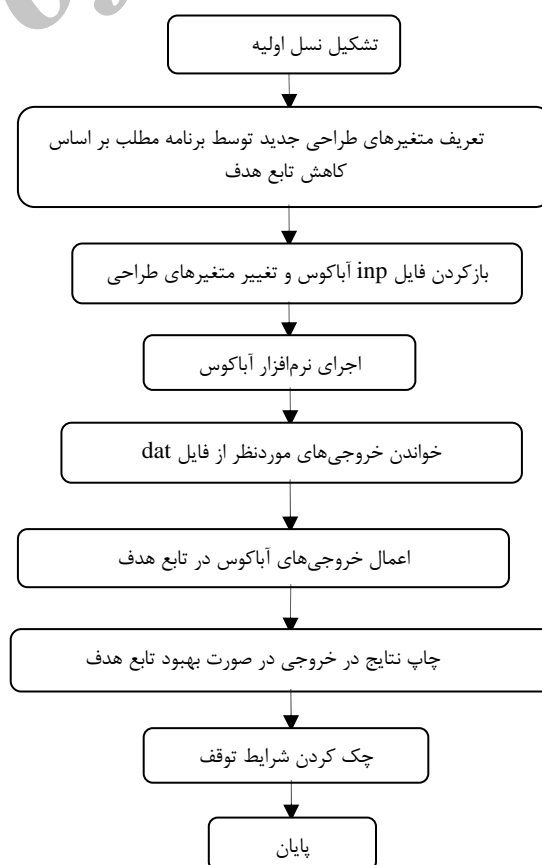 تشکیل نسل اولیه
تعریف متغیرهای طراحی جدید توسط برنامه مطلب بر اساس
کاهش تابع هدف
بازکردن فایل inp آباکوس و تغییر متغیرهای طراحی
اجرای نرم‌افزار آباکوس
خواندن خروجی‌های موردنظر از فایل dat
اعمال خروجی‌های آباکوس در تابع هدف
چاپ نتایج در خروجی در صورت بهبود تابع هدف
چک کردن شرایط توقف
پایان